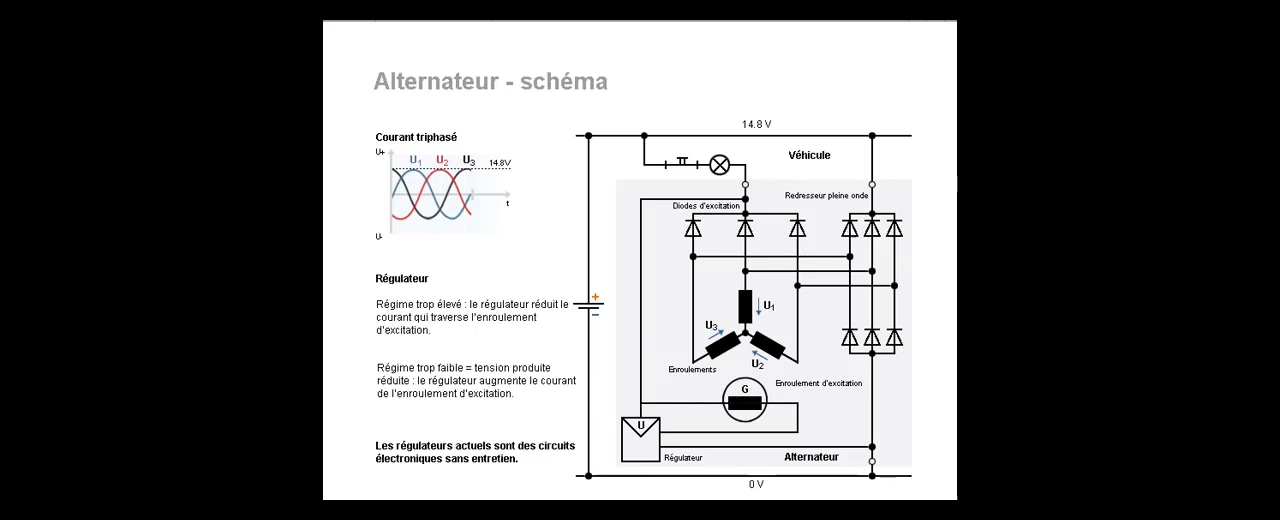 Alternateur - schéma
Courant triphasé
U+
U1
U2
U3
14.8V
t
U-
Régulateur
Régime trop élevé : le régulateur réduit le
courant qui traverse l'enroulement
d'excitation.
Régime trop faible = tension produite
réduite : le régulateur augmente le courant
de l'enroulement d'excitation.
Les régulateurs actuels sont des circuits
électroniques sans entretien.
14.8 V
Véhicule
Redresseur pleine onde
Diodes d'excitation
+
−
U1
U3
U2
Enroulements
Enroulement d'excitation
G
U
Régulateur
Alternateur
0 V